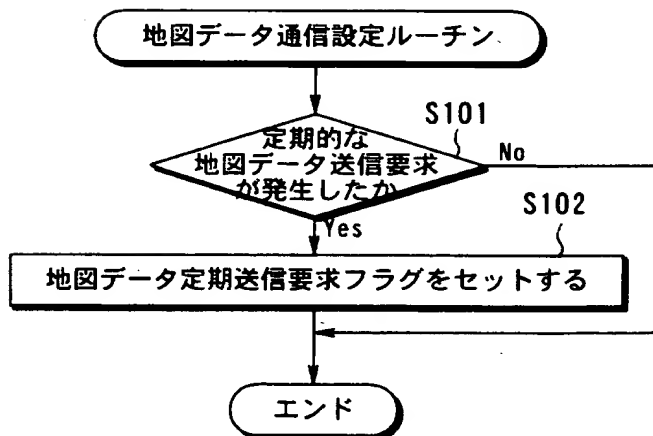 地図データ通信設定ルーチン
S101
定期的な
地図データ送信要求
が発生したか
No
Yes
S102
地図データ定期送信要求フラグをセットする
エンド